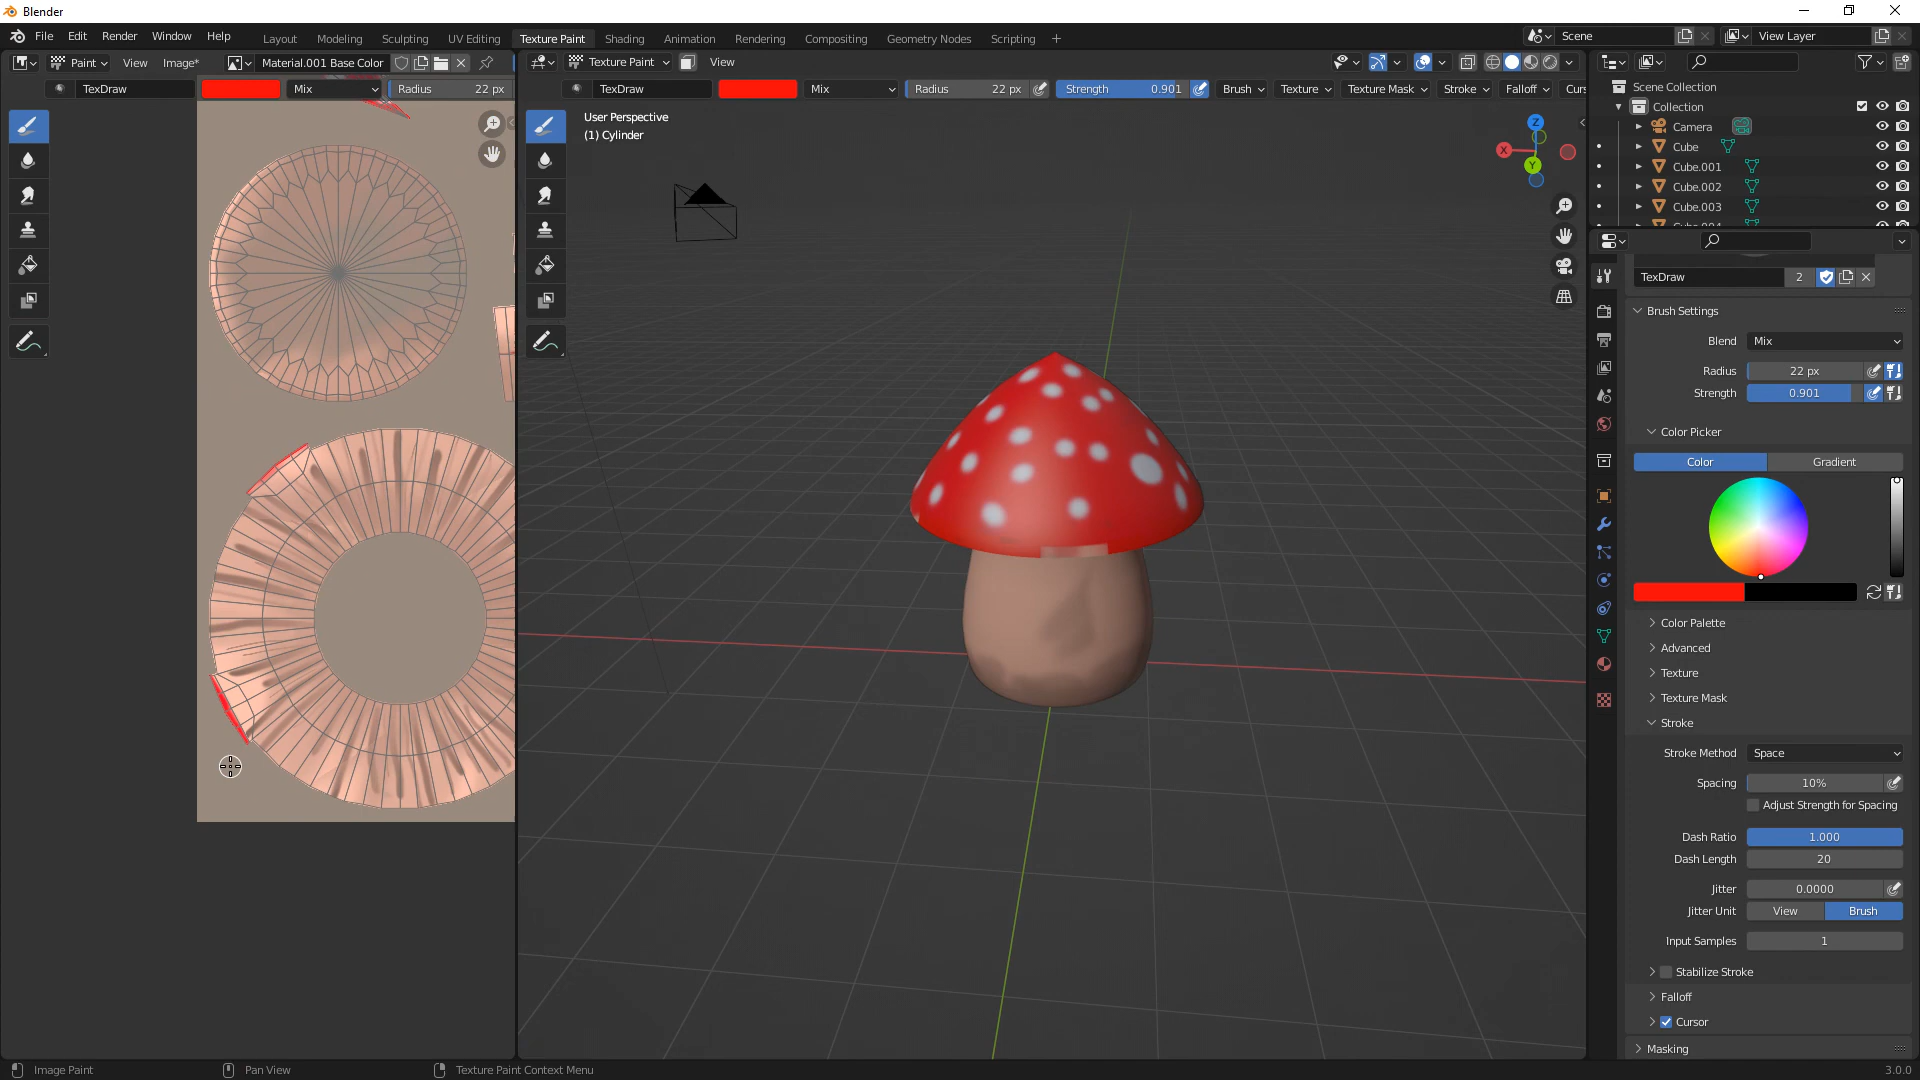 Blender
File Edit Render Window Help Layout Modeling Sculpting UV Editing Texture Paint Shading Animation Rendering Compositing Geometry Nodes Scripting + Scene View Layer
Paint View Image* Material.001 Base Color Texture Paint View
TexDraw Mix Radius 22 px TexDraw Mix Radius 22 px Strength 0.901 Brush Texture Texture Mask Stroke Falloff Curs
User Perspective
(1) Cylinder
Z
X
Y
Scene Collection
Collection
Camera
Cube
Cube.001
Cube.002
Cube.003
TexDraw 2
Brush Settings
Blend Mix
Radius 22 px
Strength 0.901
Color Picker
Color Gradient
Color Palette
Advanced
Texture
Texture Mask
Stroke
Stroke Method Space
Spacing 10%
Adjust Strength for Spacing
Dash Ratio 1.000
Dash Length 20
Jitter 0.0000
Jitter Unit View Brush
Input Samples 1
Stabilize Stroke
Falloff
Cursor
Masking
Image Paint Pan View Texture Paint Context Menu 3.0.0